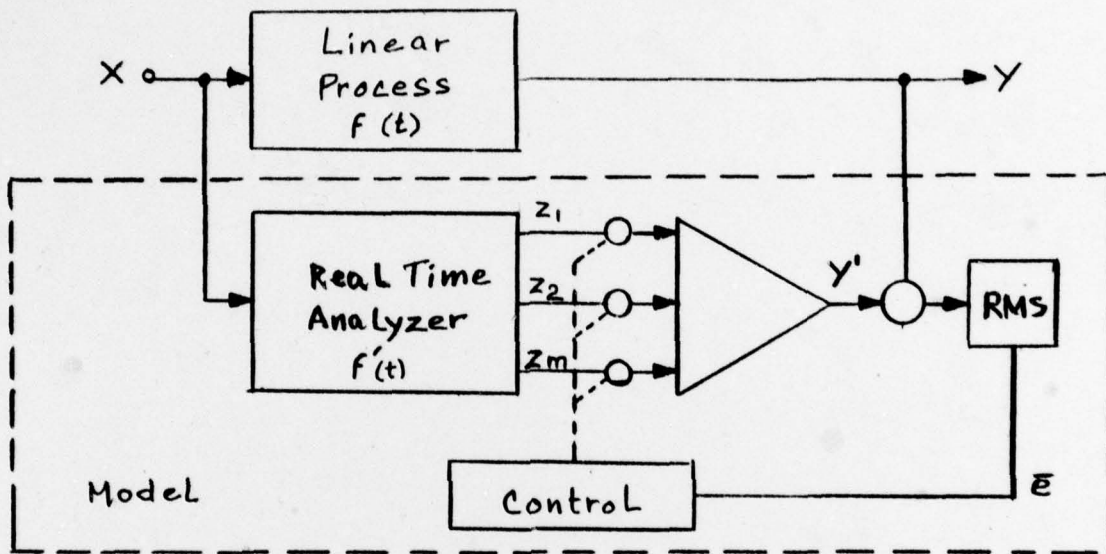 Linear
Process
f(t)
X
Y
Real Time
Analyzer
f'(t)
z1
z2
zm
Y'
RMS
Model
Control
ē